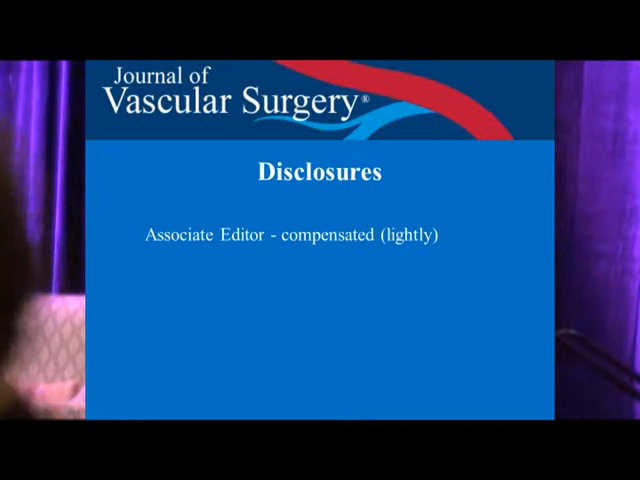 Journal of
Vascular Surgery®
Disclosures
Associate Editor - compensated (lightly)